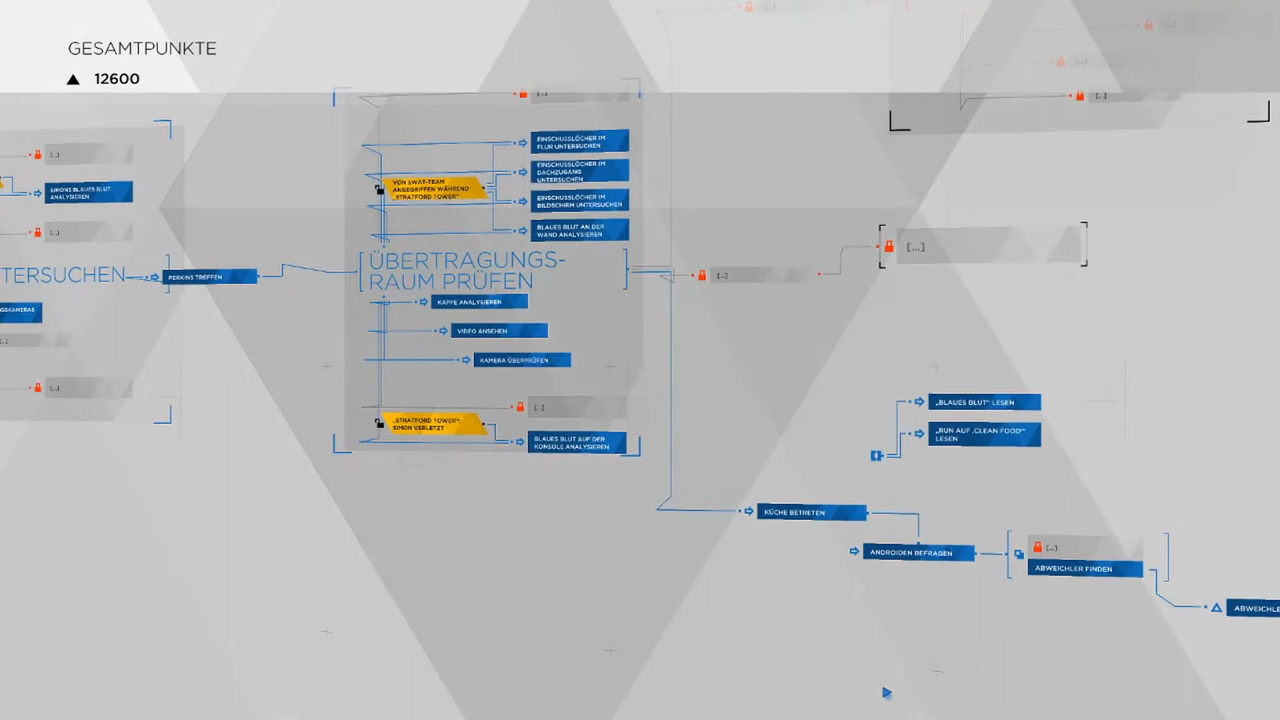 GESAMTPUNKTE
12600
[...]
SIMONS BLAUES BLUT
ANALYSIEREN
[...]
TERSUCHEN
PERKINS TREFFEN
GSKAMERAS
[...]
[...]
[...]
EINSCHUSSLÖCHER IM
FLUR UNTERSUCHEN
EINSCHUSSLÖCHER IM
DACHZUGANG
UNTERSUCHEN
VON SWAT-TEAM
ANGEGRIFFEN WÄHREND
„STRATFORD TOWER“
EINSCHUSSLÖCHER IM
BILDSCHIRM UNTERSUCHEN
BLAUES BLUT AN DER
WAND ANALYSIEREN
ÜBERTRAGUNGS-
RAUM PRÜFEN
KAPPE ANALYSIEREN
VIDEO ANSEHEN
KAMERA ÜBERPRÜFEN
[...]
„STRATFORD TOWER“:
SIMON VERLETZT
BLAUES BLUT AUF DER
KONSOLE ANALYSIEREN
[...]
[...]
[...]
[...]
„BLAUES BLUT“ LESEN
„RUN AUF ‚CLEAN FOOD‘“
LESEN
KÜCHE BETRETEN
ANDROIDEN BEFRAGEN
[...]
ABWEICHLER FINDEN
ABWEICHLE